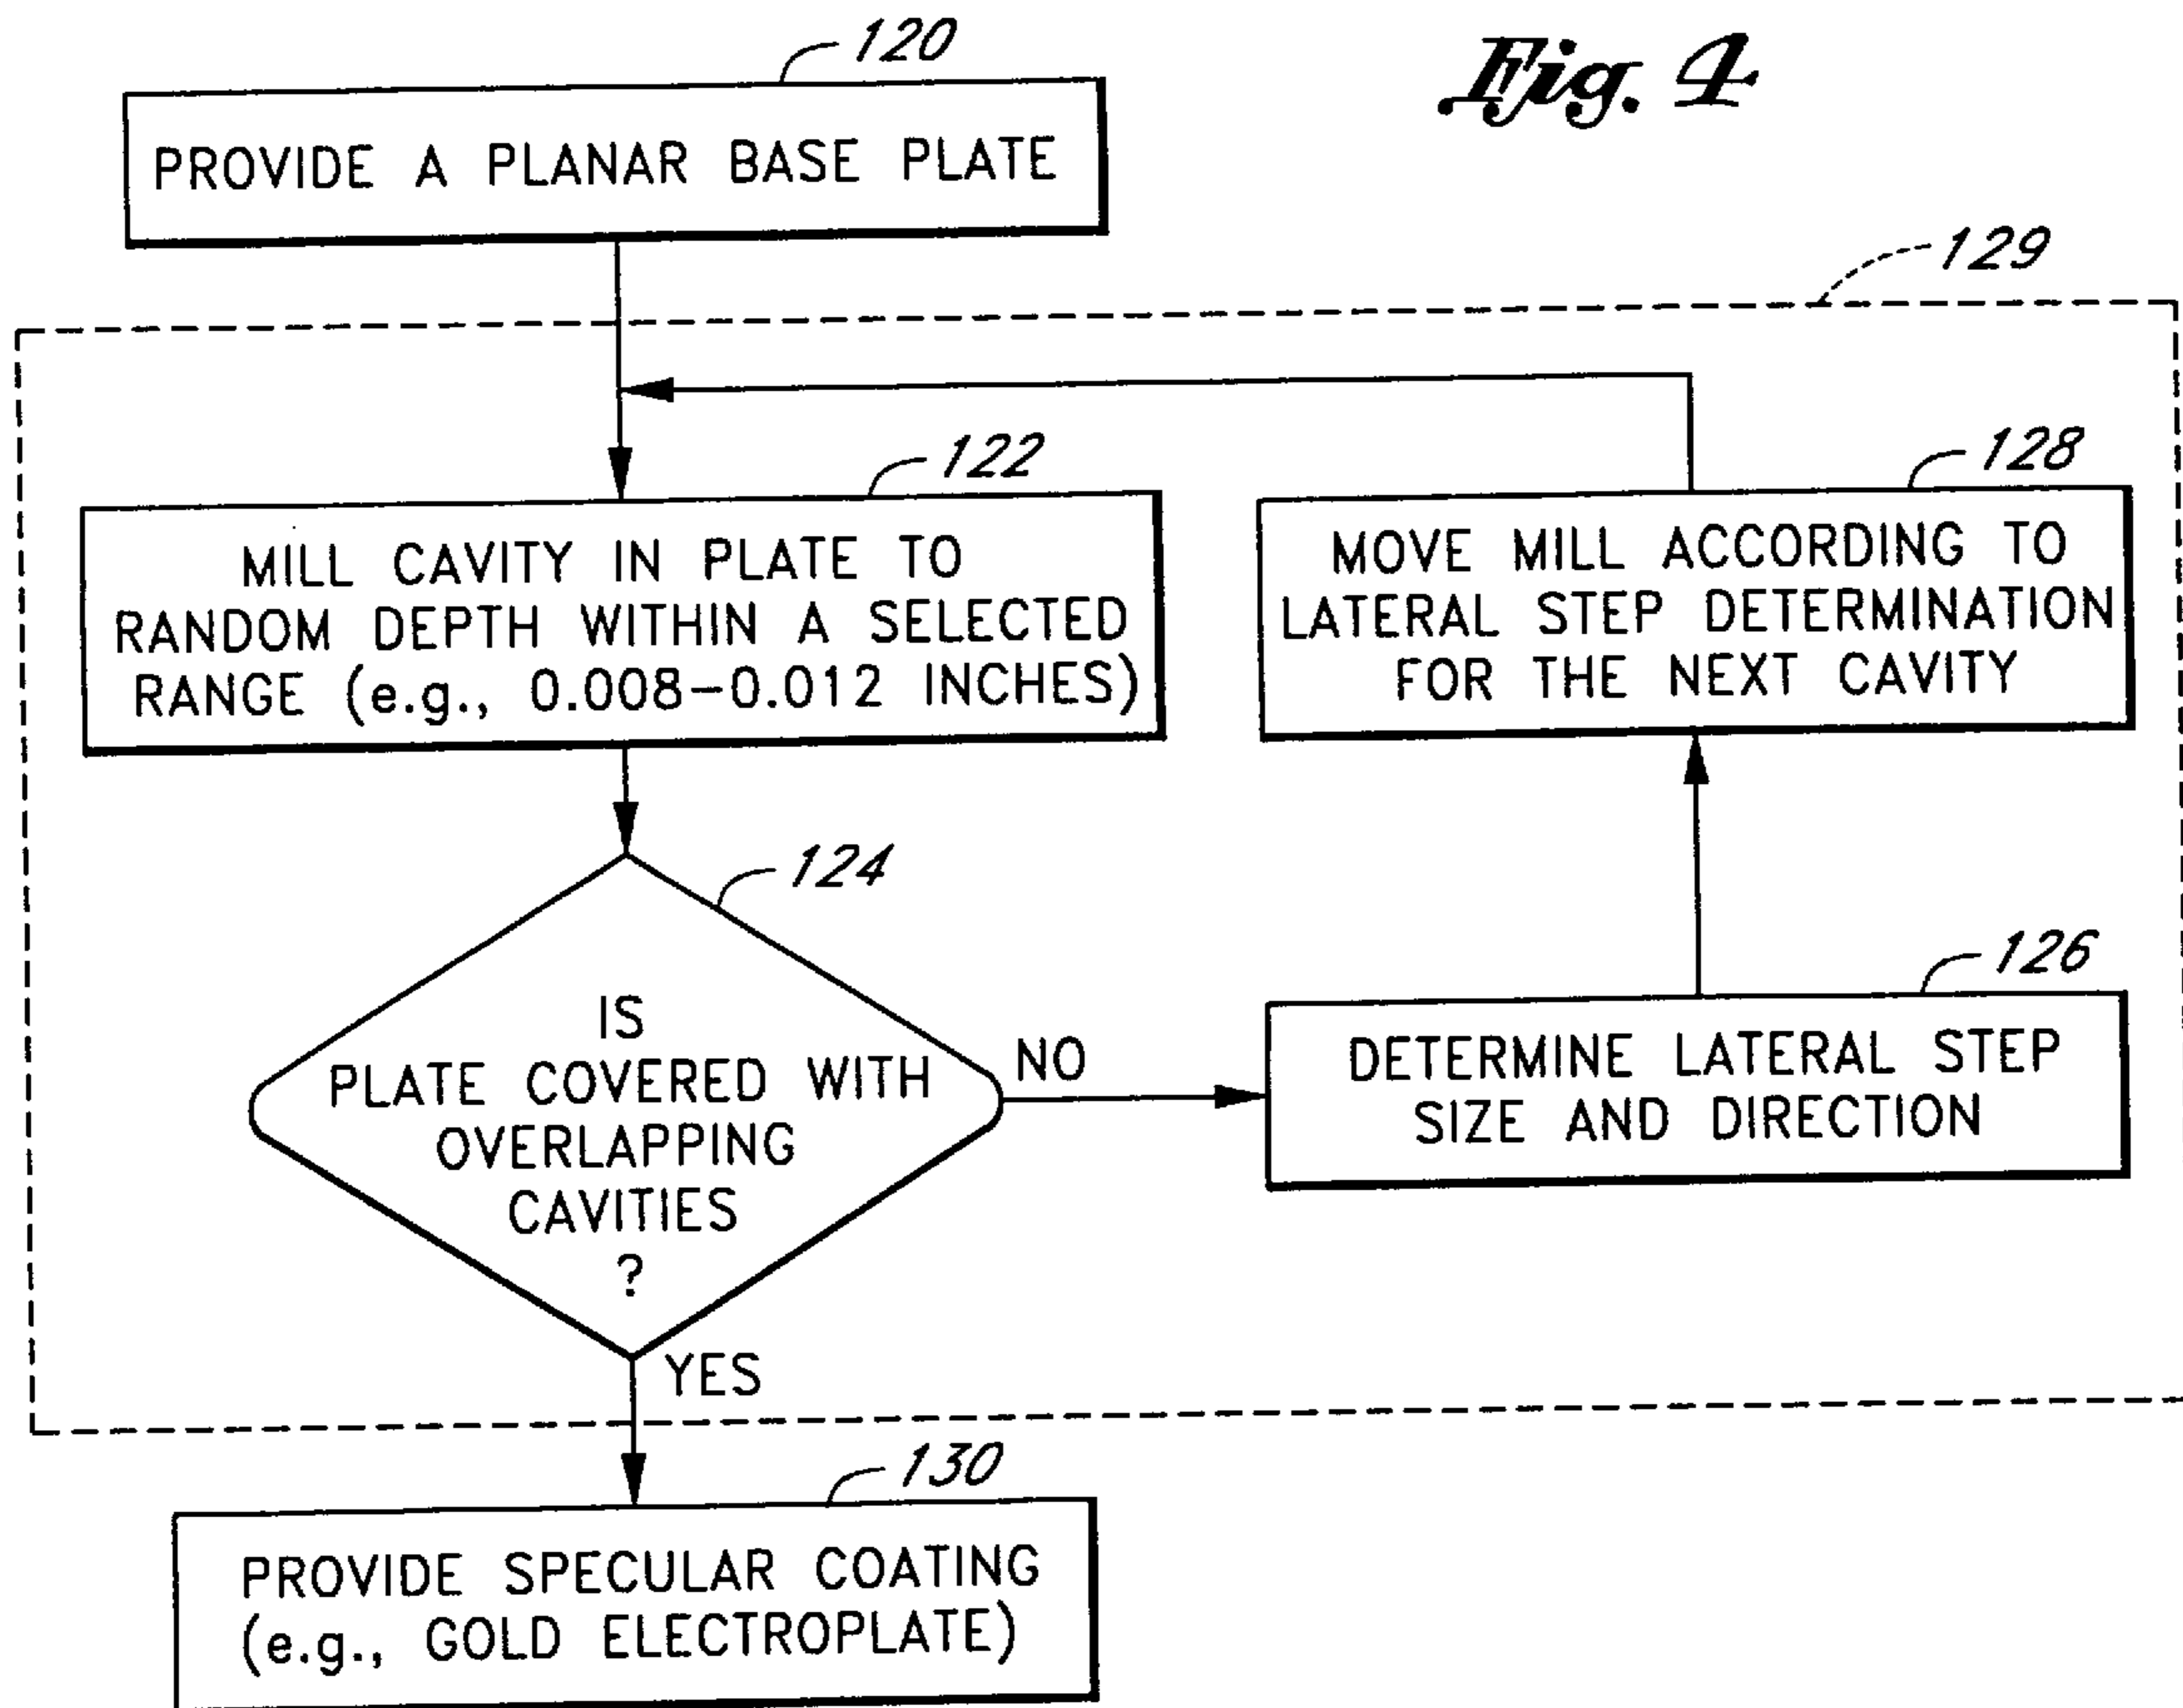 Fig. 4
120
PROVIDE A PLANAR BASE PLATE
129
122
MILL CAVITY IN PLATE TO
RANDOM DEPTH WITHIN A SELECTED
RANGE (e.g., 0.008-0.012 INCHES)
128
MOVE MILL ACCORDING TO
LATERAL STEP DETERMINATION
FOR THE NEXT CAVITY
124
IS
PLATE COVERED WITH
OVERLAPPING
CAVITIES
?
NO
126
DETERMINE LATERAL STEP
SIZE AND DIRECTION
YES
130
PROVIDE SPECULAR COATING
(e.g., GOLD ELECTROPLATE)